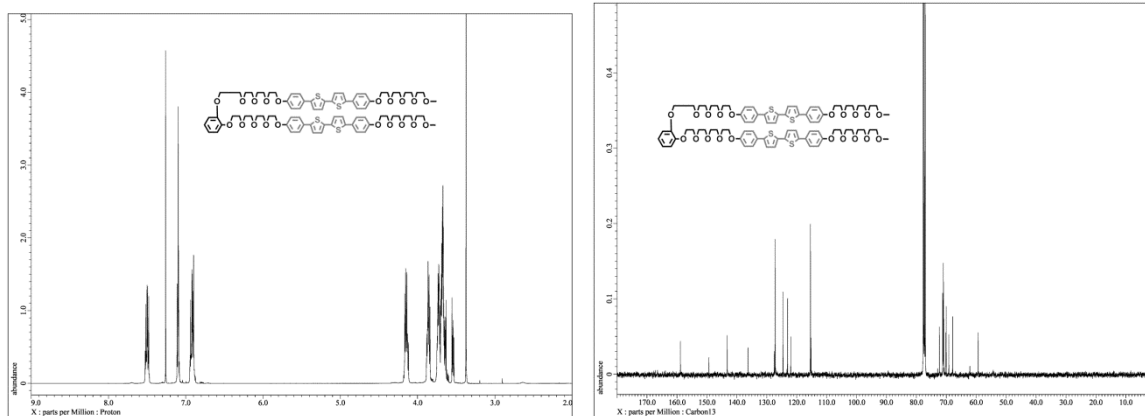 5.0
4.0
3.0
2.0
1.0
0
abundance
S
O
O O O O
S
O O O O
S
O
O O O O
S
O O O O
9.0 8.0 7.0 6.0 5.0 4.0 3.0 2.0
X : parts per Million : Proton
0.4
0.3
0.2
0.1
0
abundance
S
O
O O O O
S
O O O O
S
O
O O O O
S
O O O O
170.0 160.0 150.0 140.0 130.0 120.0 110.0 100.0 90.0 80.0 70.0 60.0 50.0 40.0 30.0 20.0 10.0 0
X : parts per Million : Carbon13